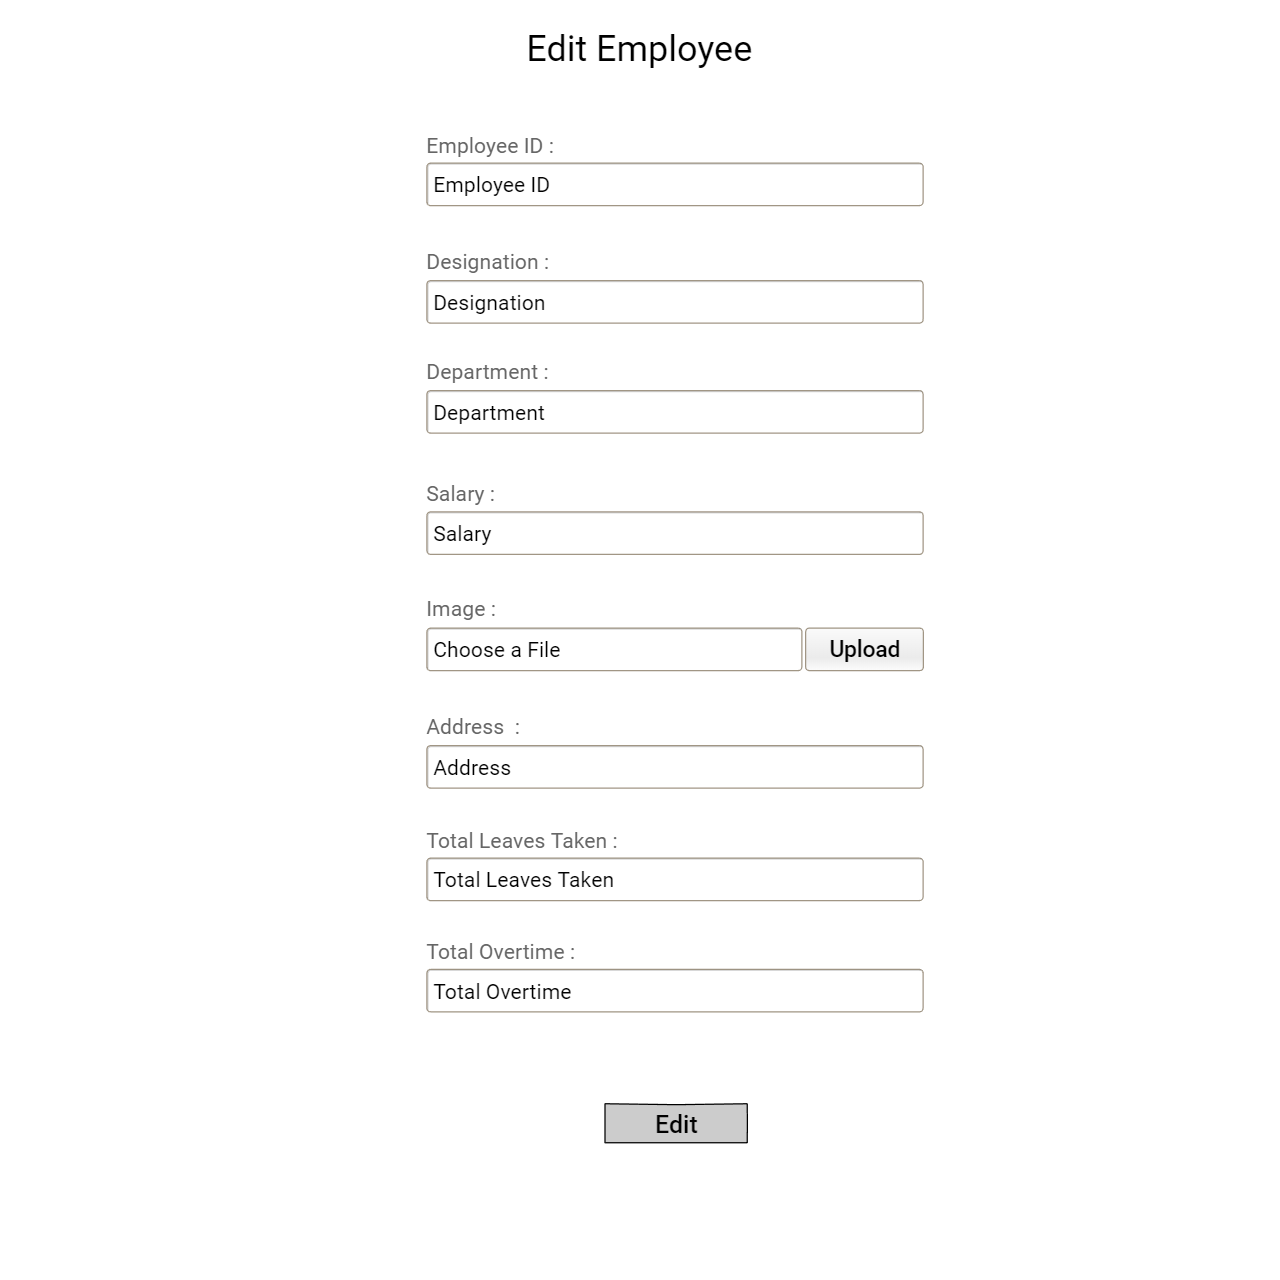 Edit Employee
Employee ID :
Employee ID
Designation :
Designation
Department :
Department
Salary :
Salary
Image :
Choose a File Upload
Address  :
Address
Total Leaves Taken :
Total Leaves Taken
Total Overtime :
Total Overtime
Edit